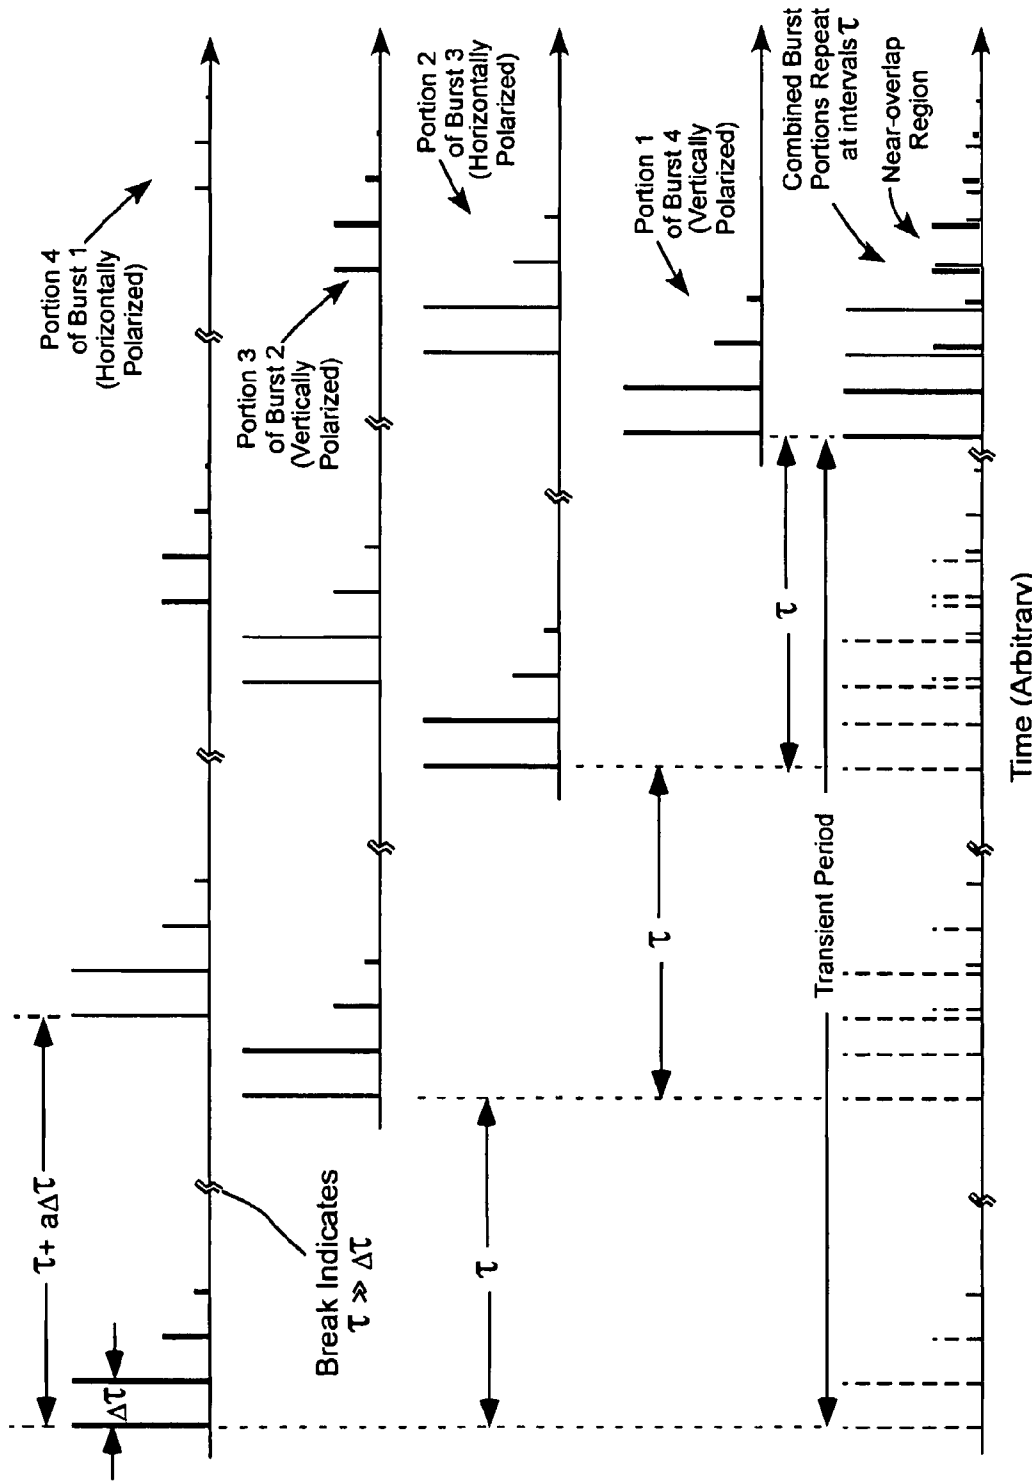 τ+ aΔτ
Δτ
Portion 4
of Burst 1
(Horizontally
Polarized)
Break Indicates
τ >> Δτ
Portion 3
of Burst 2
(Vertically
Polarized)
τ
Portion 2
of Burst 3
(Horizontally
Polarized)
τ
Portion 1
of Burst 4
(Vertically
Polarized)
τ
Transient Period
Combined Burst
Portions Repeat
at intervals τ
Near-overlap
Region
Time (Arbitrary)